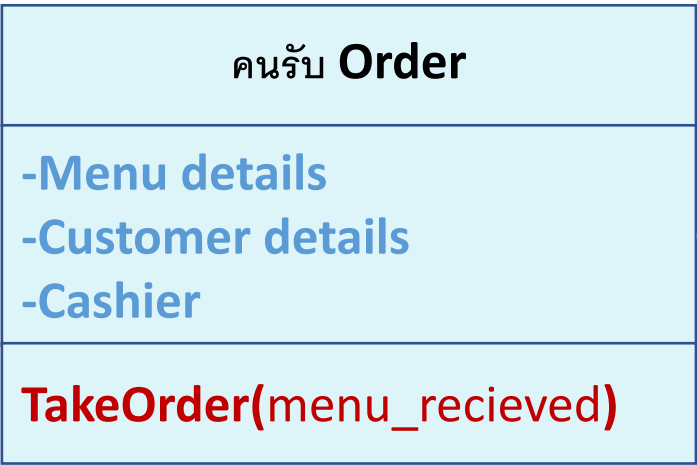 คนรับ Order
-Menu details
-Customer details
-Cashier
TakeOrder(menu_recieved)